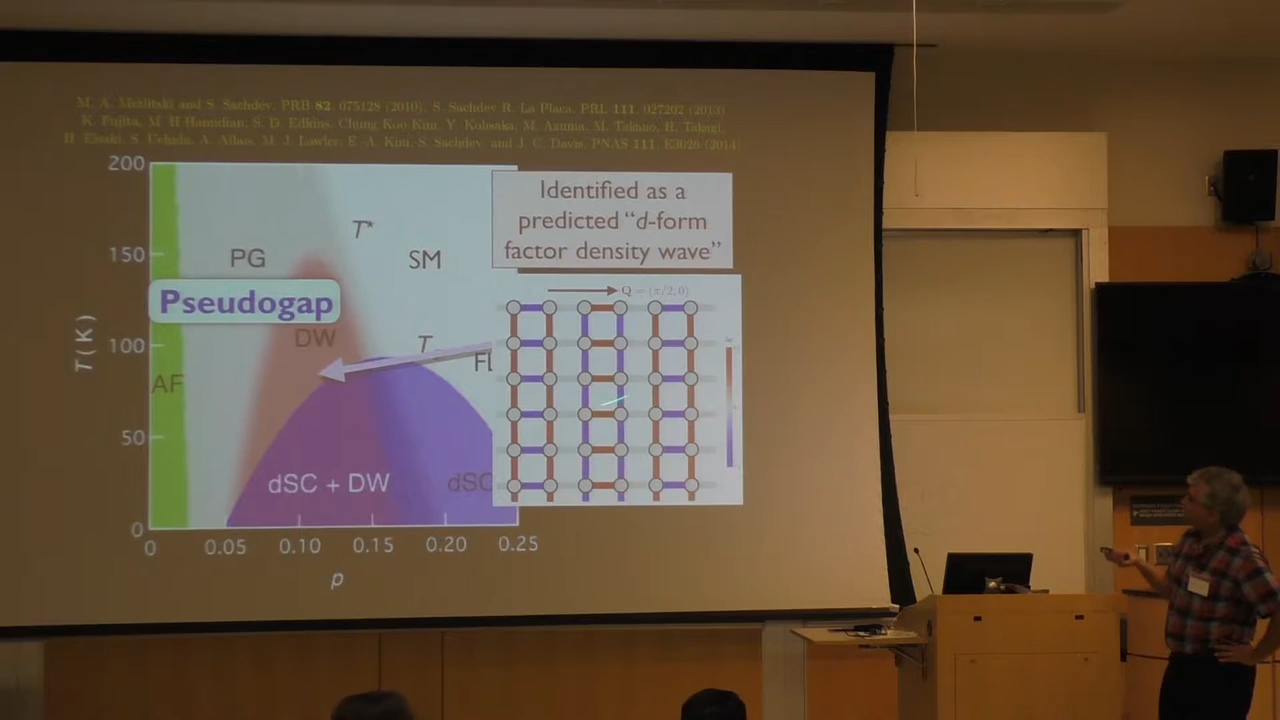 M. A. Metlitski and S. Sachdev, PRB 82, 075128 (2010). S. Sachdev R. La Placa, PRL 111, 027202 (2013)
K. Fujita, M. H Hamidian, S. D. Edkins, Chung Koo Kim, Y. Kohsaka, M. Azuma, M. Takano, H. Takagi,
H. Eisaki, S. Uchida, A. Allais, M. J. Lawler, E.-A. Kim, S. Sachdev, and J. C. Davis, PNAS 111, E3026 (2014)
200
Identified as a
predicted “d-form
factor density wave”
T*
150
PG
SM
Q = (π/2, 0)
Pseudogap
T(K)
DW
100
T
AF
50
dSC + DW
dSC
0
0
0.05
0.10
0.15
0.20
0.25
p